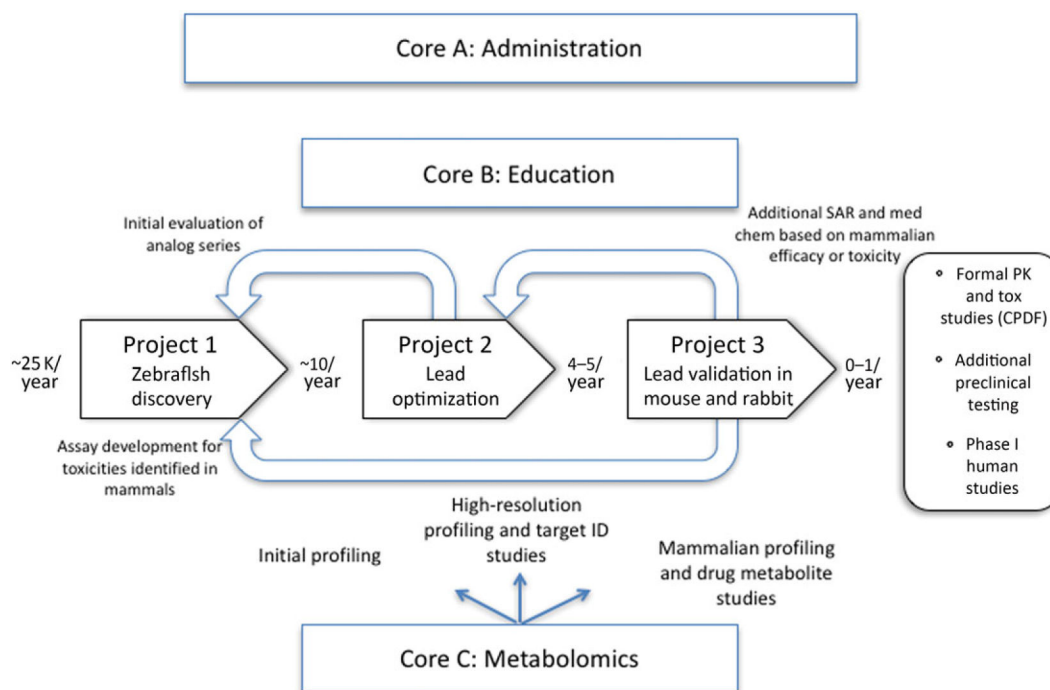 Core A: Administration
Core B: Education
Initial evaluation of
analog series
Additional SAR and med
chem based on mammalian
efficacy or toxicity
~25 K/
year
Project 1
Zebrafish
discovery
~10/
year
Project 2
Lead
optimization
4–5/
year
Project 3
Lead validation in
mouse and rabbit
0–1/
year
Formal PK
and tox
studies (CPDF)
Additional
preclinical
testing
Phase I
human
studies
Assay development for
toxicities identified in
mammals
Initial profiling
High-resolution
profiling and target ID
studies
Mammalian profiling
and drug metabolite
studies
Core C: Metabolomics